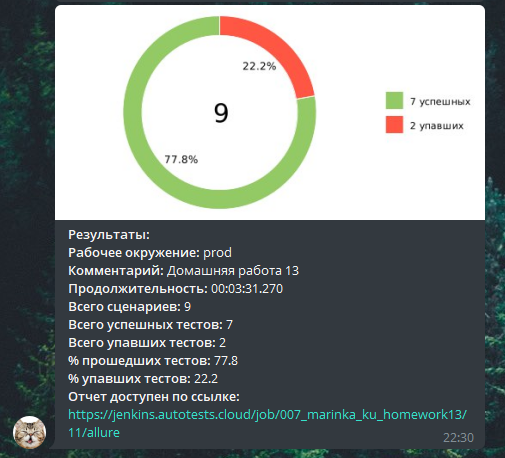 22.2%
9
77.8%
7 успешных
2 упавших
Результаты:
Рабочее окружение: prod
Комментарий: Домашняя работа 13
Продолжительность: 00:03:31.270
Всего сценариев: 9
Всего успешных тестов: 7
Всего упавших тестов: 2
% прошедших тестов: 77.8
% упавших тестов: 22.2
Отчет доступен по ссылке:
https://jenkins.autotests.cloud/job/007_marinka_ku_homework13/
11/allure
22:30